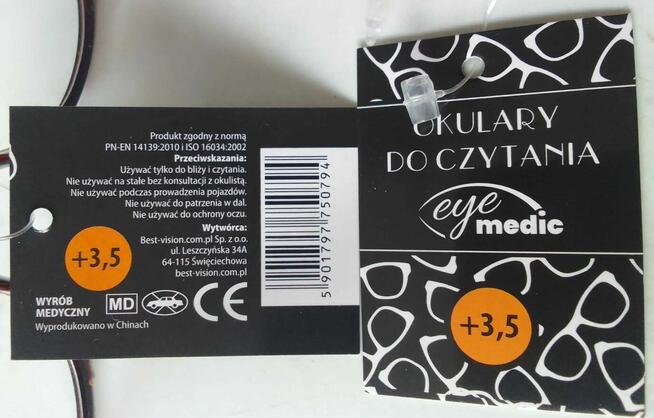 Produkt zgodny z normą
PN-EN 14139:2010 i ISO 16034:2002
Przeciwskazania:
Używać tylko do bliży i czytania.
Nie używać na stałe bez konsultacji z okulistą.
Nie używać podczas prowadzenia pojazdów.
Nie używać do patrzenia w dal.
Nie używać do ochrony oczu.
Wytwórca:
Best-vision.com.pl Sp. z o.o.
ul. Leszczyńska 34A
64-115 Święciechowa
best-vision.com.pl
+3,5
WYRÓB
MEDYCZNY
MD
CE
Wyprodukowano w Chinach
5 901797 750794
OKULARY
DO CZYTANIA
eye
medic
+3,5